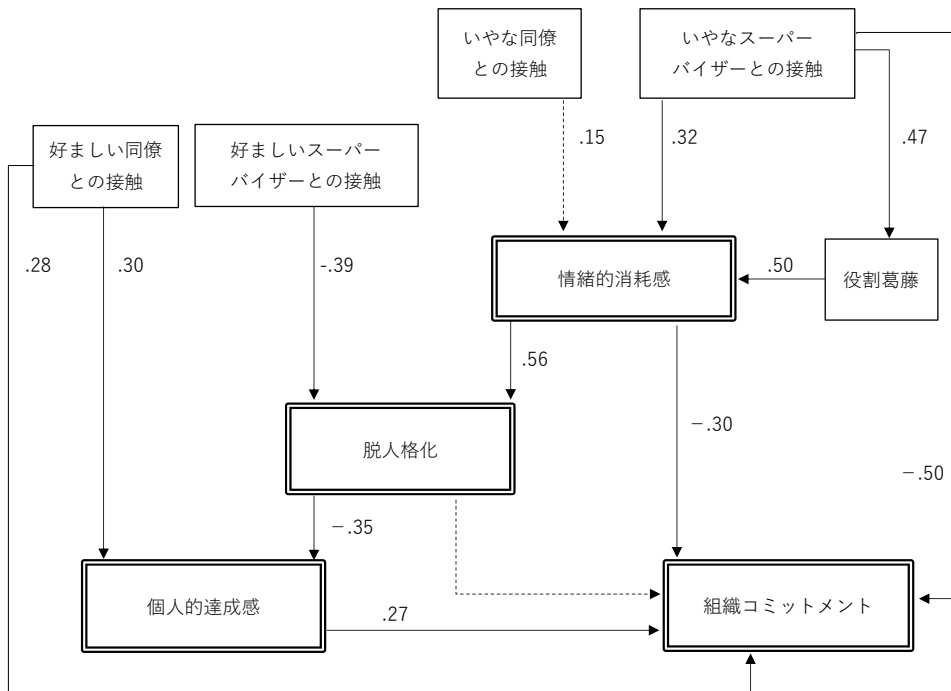 いやな同僚
との接触
いやなスーパー
バイザーとの接触
.15
.32
.47
好ましい同僚
との接触
好ましいスーパー
バイザーとの接触
.28
.30
-.39
情緒的消耗感
.50
役割葛藤
.56
脱人格化
－.30
－.50
－.35
個人的達成感
.27
組織コミットメント